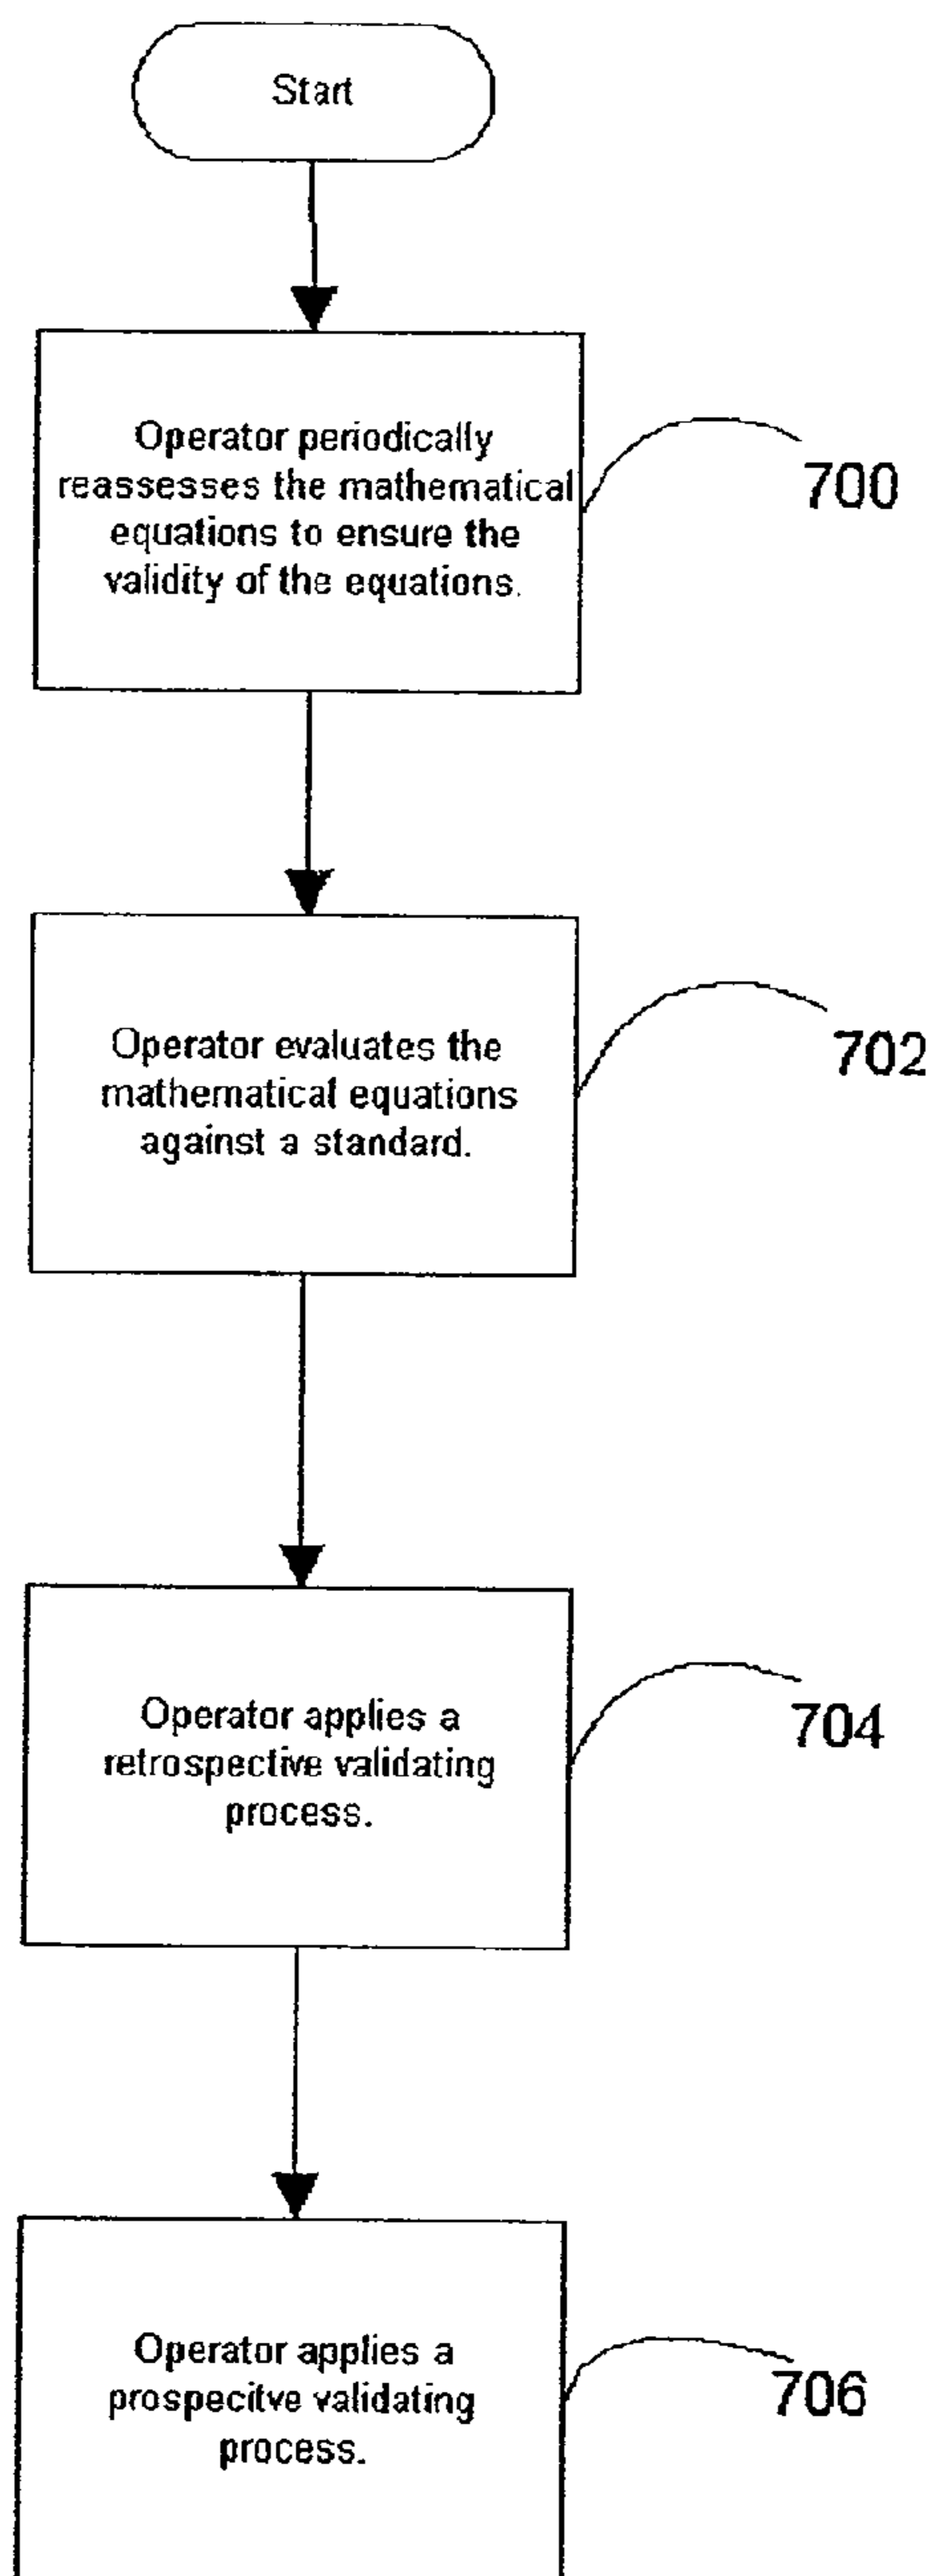 Start
Operator periodically
reassesses the mathematical
equations to ensure the
validity of the equations.
700
Operator evaluates the
mathematical equations
against a standard.
702
Operator applies a
retrospective validating
process.
704
Operator applies a
prospecitve validating
process.
706